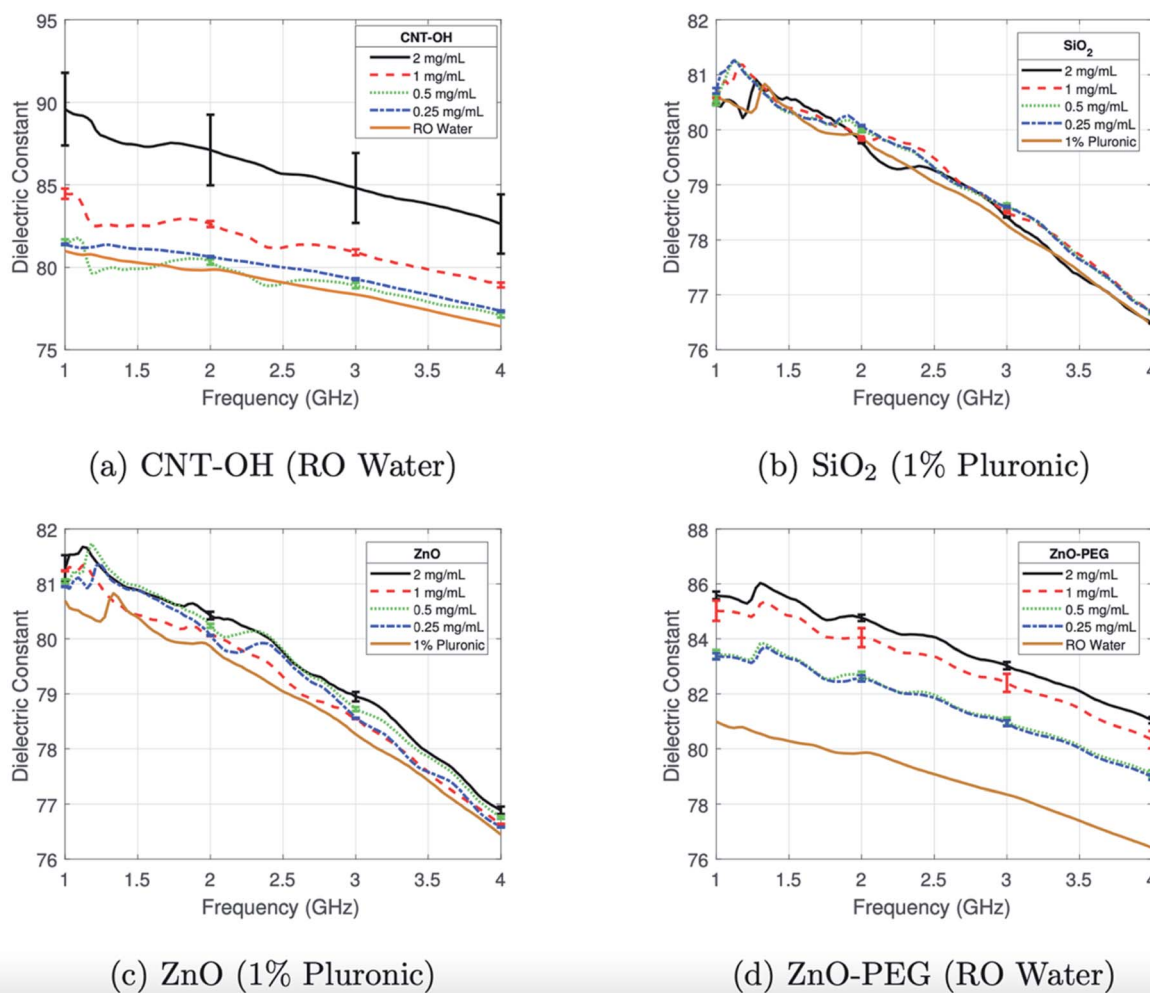 95
90
85
80
75
Dielectric Constant
CNT-OH
2 mg/mL
1 mg/mL
0.5 mg/mL
0.25 mg/mL
RO Water
1 1.5 2 2.5 3 3.5 4
Frequency (GHz)
(a) CNT-OH (RO Water)
82
81
80
79
78
77
76
Dielectric Constant
SiO₂
2 mg/mL
1 mg/mL
0.5 mg/mL
0.25 mg/mL
1% Pluronic
1 1.5 2 2.5 3 3.5 4
Frequency (GHz)
(b) SiO₂ (1% Pluronic)
82
81
80
79
78
77
76
Dielectric Constant
ZnO
2 mg/mL
1 mg/mL
0.5 mg/mL
0.25 mg/mL
1% Pluronic
1 1.5 2 2.5 3 3.5 4
Frequency (GHz)
(c) ZnO (1% Pluronic)
88
86
84
82
80
78
76
Dielectric Constant
ZnO-PEG
2 mg/mL
1 mg/mL
0.5 mg/mL
0.25 mg/mL
RO Water
1 1.5 2 2.5 3 3.5 4
Frequency (GHz)
(d) ZnO-PEG (RO Water)